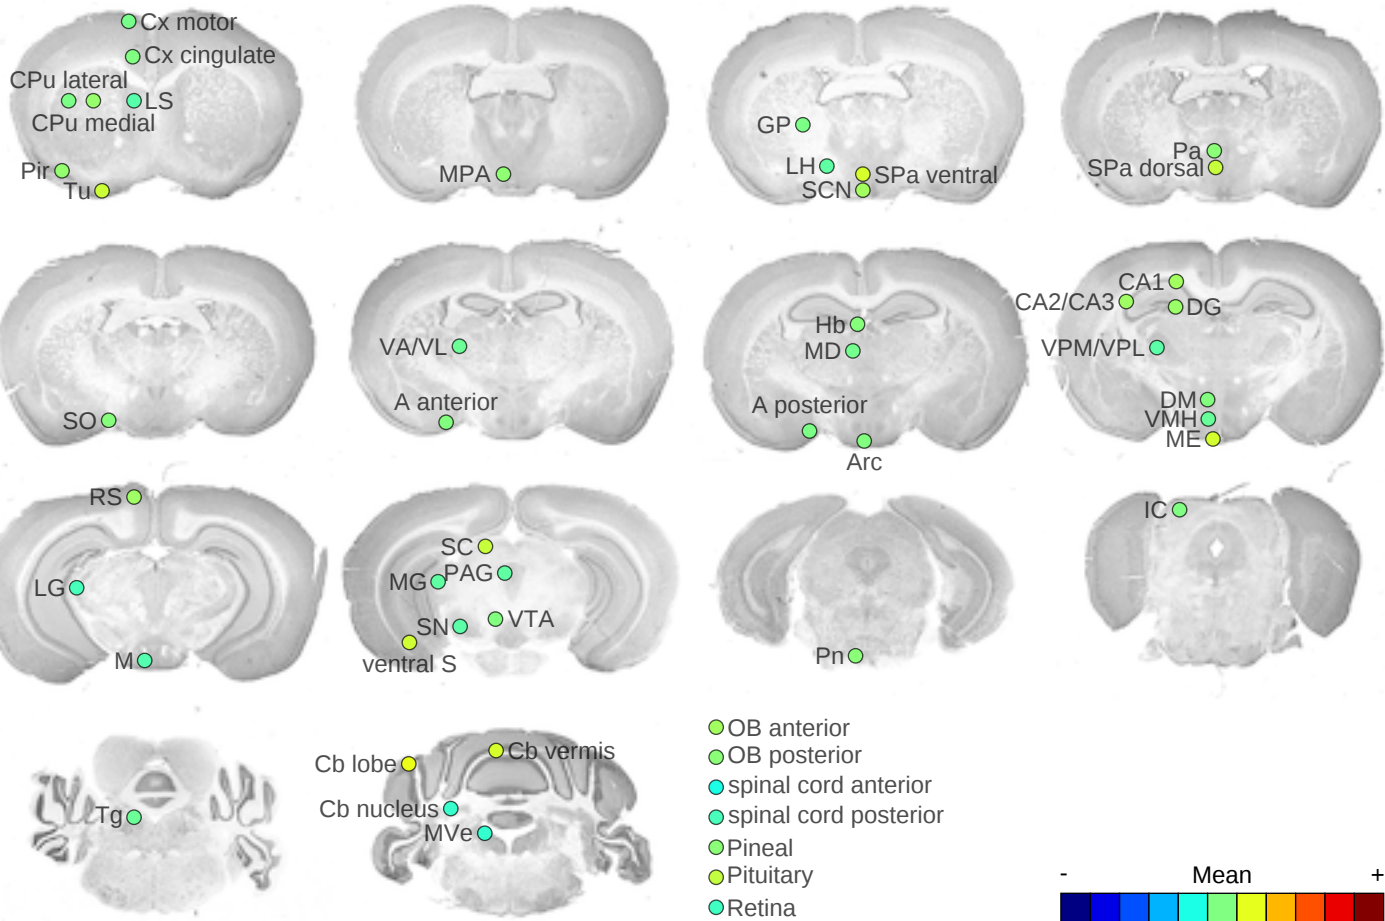 Cx motor
Cx cingulate
CPu lateral
LS
CPu medial
Pir
Tu
MPA
GP
LH
SPa ventral
SCN
Pa
SPa dorsal
SO
VA/VL
A anterior
Hb
MD
A posterior
Arc
CA1
CA2/CA3
DG
VPM/VPL
DM
VMH
ME
RS
LG
M
SC
MG
PAG
SN
VTA
ventral S
Pn
IC
Tg
Cb lobe
Cb vermis
Cb nucleus
MVe
OB anterior
OB posterior
spinal cord anterior
spinal cord posterior
Pineal
Pituitary
Retina
- Mean +